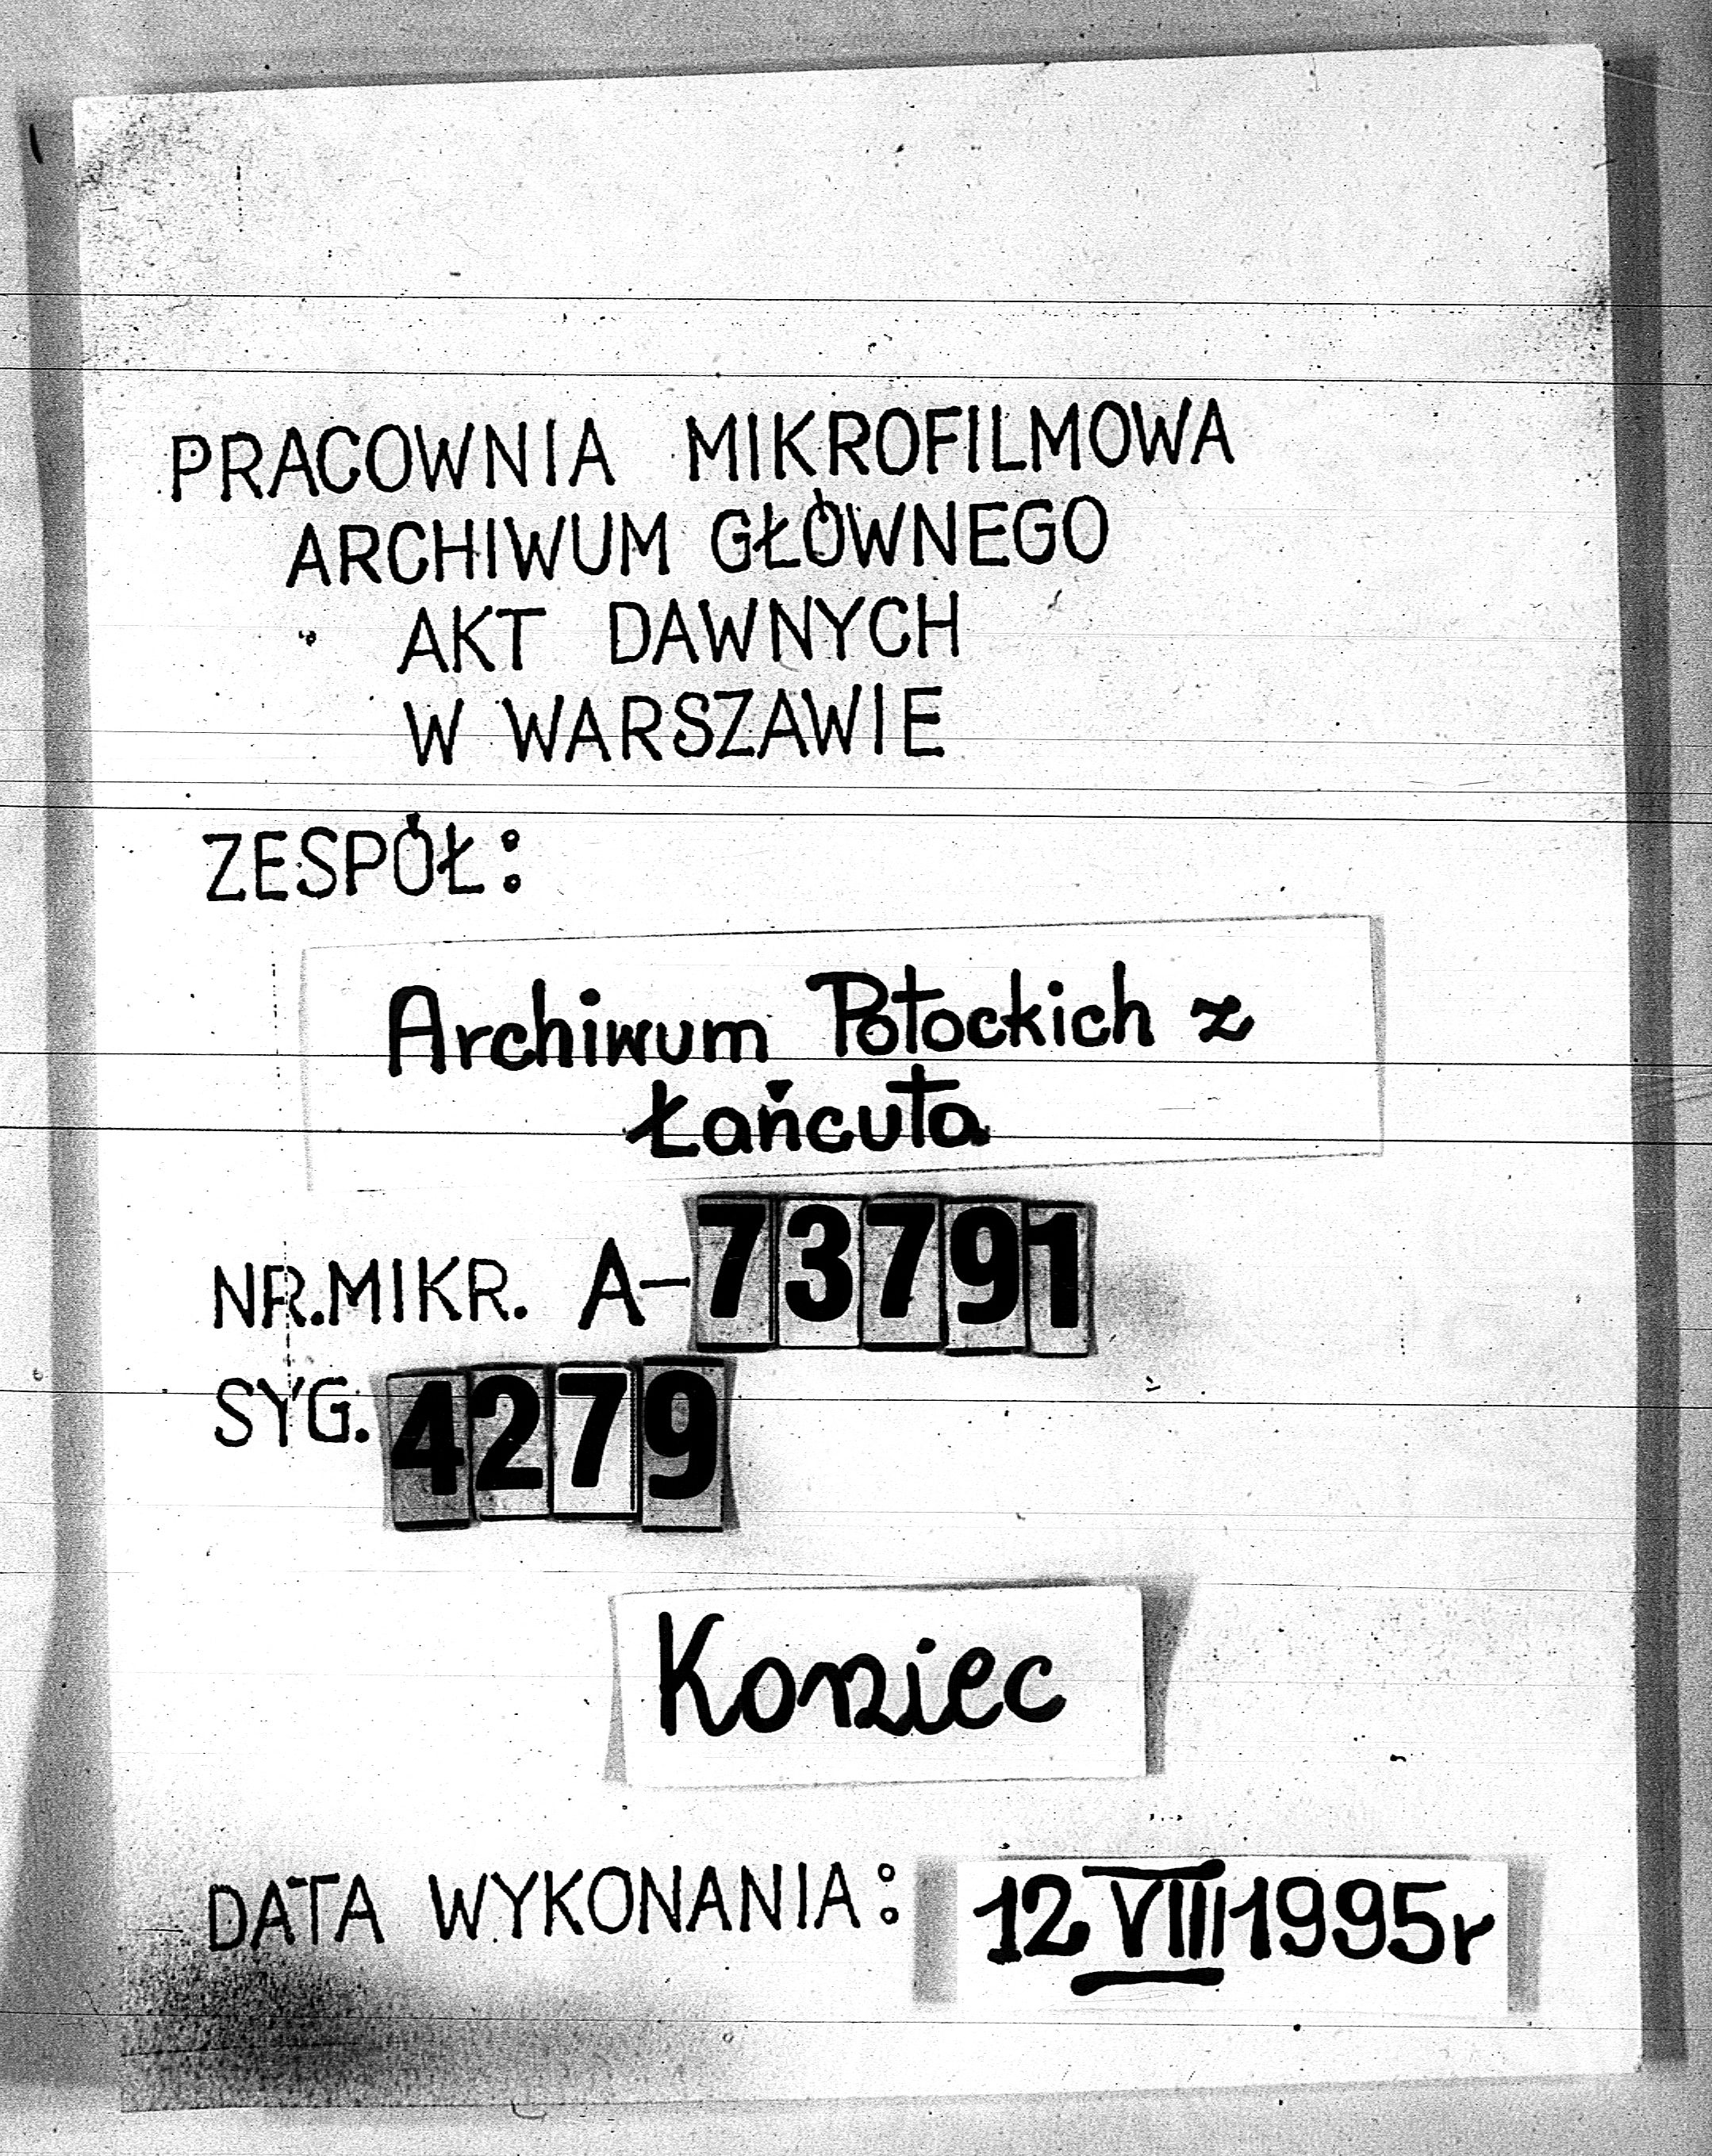 PRACOWNIA MIKROFILMOWA
ARCHIWUM GŁÓWNEGO
AKT DAWNYCH
W WARSZAWIE
ZESPÓŁ:
Archiwum Potockich z
Łańcuta
NR.MIKR. A-73791
SYG. 4279
Koniec
DATA WYKONANIA: 12 VIII 1995r